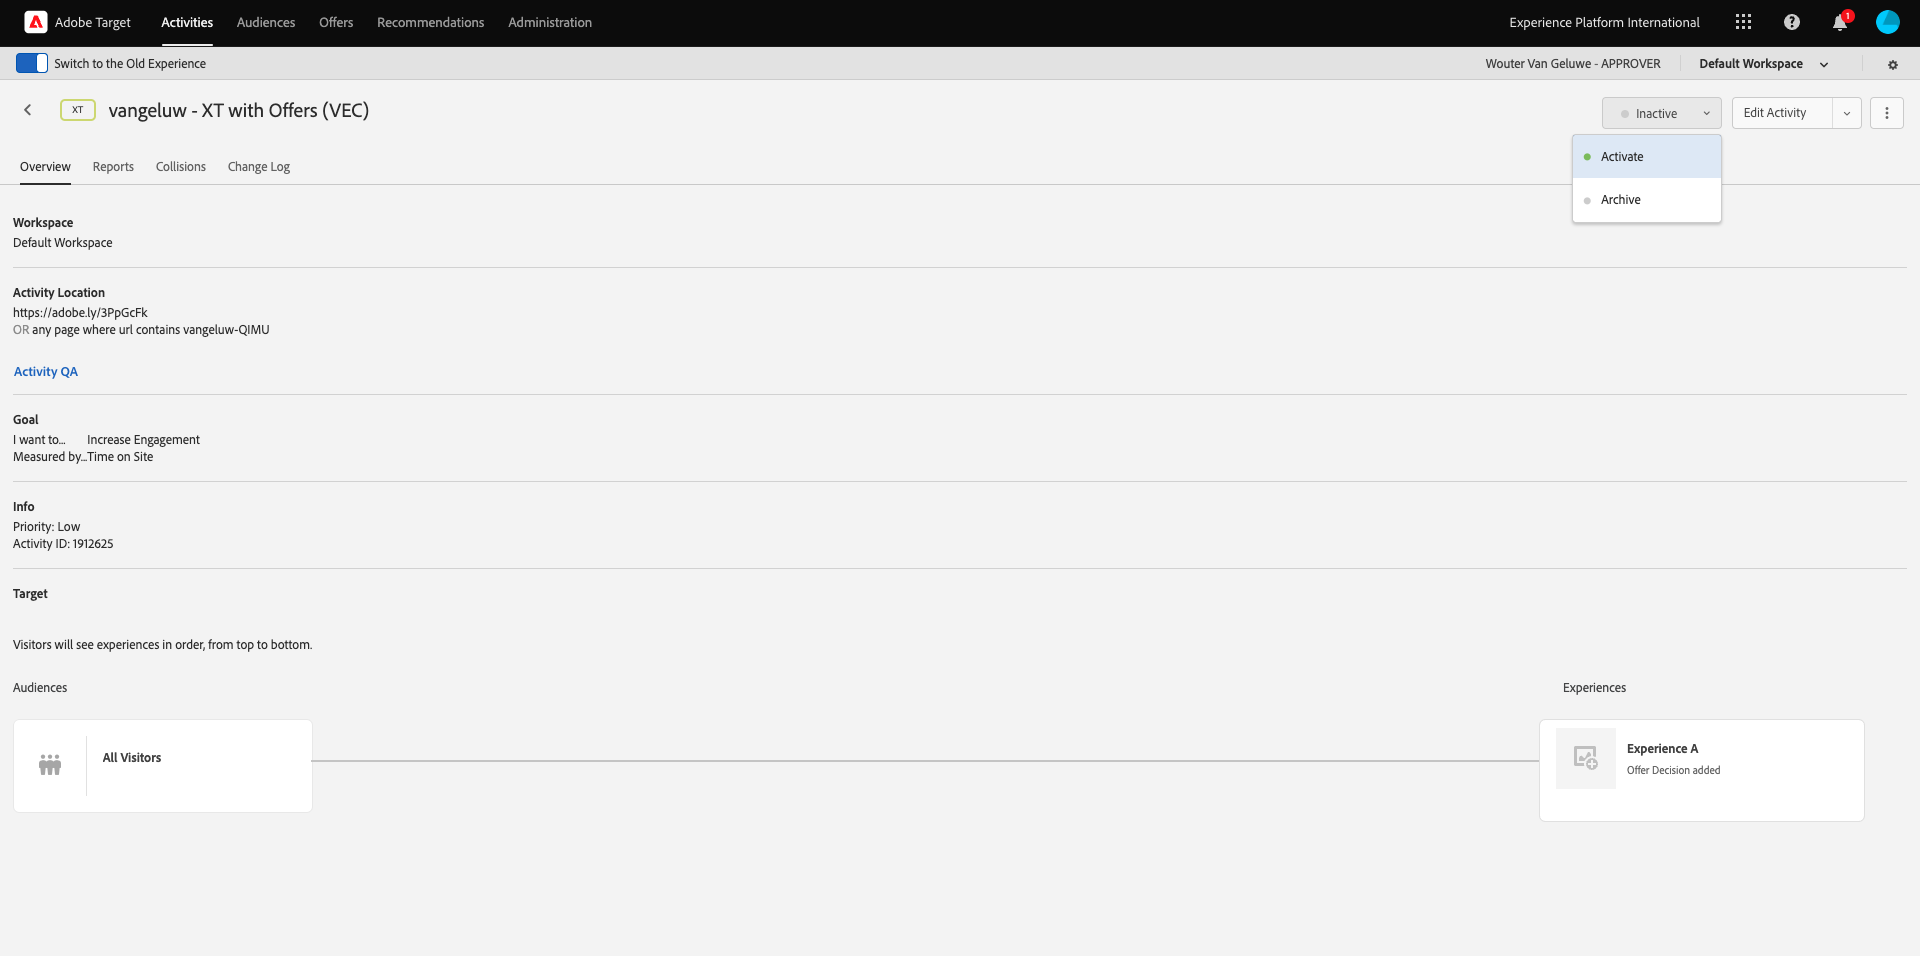 Adobe Target
Activities
Audiences
Offers
Recommendations
Administration
Experience Platform International
1
Switch to the Old Experience
Wouter Van Geluwe - APPROVER
Default Workspace
XT
vangeluw - XT with Offers (VEC)
Inactive
Edit Activity
Activate
Archive
Overview
Reports
Collisions
Change Log
Workspace
Default Workspace
Activity Location
https://adobe.ly/3PpGcFk
OR any page where url contains vangeluw-QIMU
Activity QA
Goal
I want to... Increase Engagement
Measured by...Time on Site
Info
Priority: Low
Activity ID: 1912625
Target
Visitors will see experiences in order, from top to bottom.
Audiences
Experiences
All Visitors
Experience A
Offer Decision added